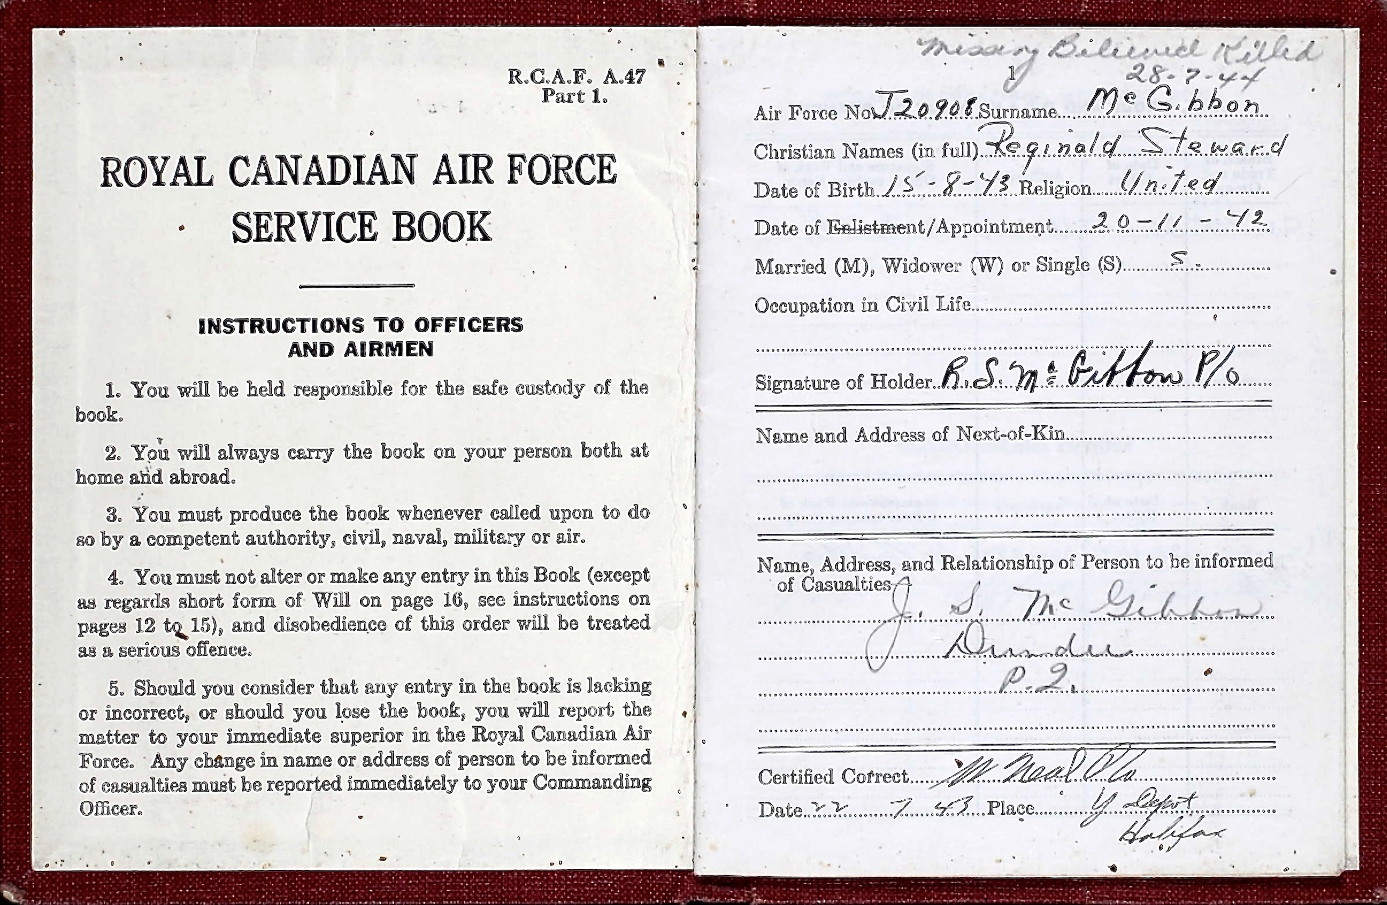 R.C.A.F. A.47
Part 1.
ROYAL CANADIAN AIR FORCE
SERVICE BOOK
INSTRUCTIONS TO OFFICERS
AND AIRMEN
1. You will be held responsible for the safe custody of the
book.
2. You will always carry the book on your person both at
home and abroad.
3. You must produce the book whenever called upon to do
so by a competent authority, civil, naval, military or air.
4. You must not alter or make any entry in this Book (except
as regards short form of Will on page 16, see instructions on
pages 12 to 15), and disobedience of this order will be treated
as a serious offence.
5. Should you consider that any entry in the book is lacking
or incorrect, or should you lose the book, you will report the
matter to your immediate superior in the Royal Canadian Air
Force. Any change in name or address of person to be informed
of casualties must be reported immediately to your Commanding
Officer.
Missing Believed Killed
1 28-7-44
Air Force No J20908 Surname McGibbon
Christian Names (in full) Reginald Steward
Date of Birth 15-8-43 Religion United
Date of Enlistment/Appointment 20-11-42
Married (M), Widower (W) or Single (S) S.
Occupation in Civil Life
Signature of Holder R.S. McGibbon P/o
Name and Address of Next-of-Kin
Name, Address, and Relationship of Person to be informed
of Casualties
J. S. McGibbon
Dundee
P.Q.
Certified Correct W Neal P/o
Date 22 7 43 Place Y Depot
Halifax